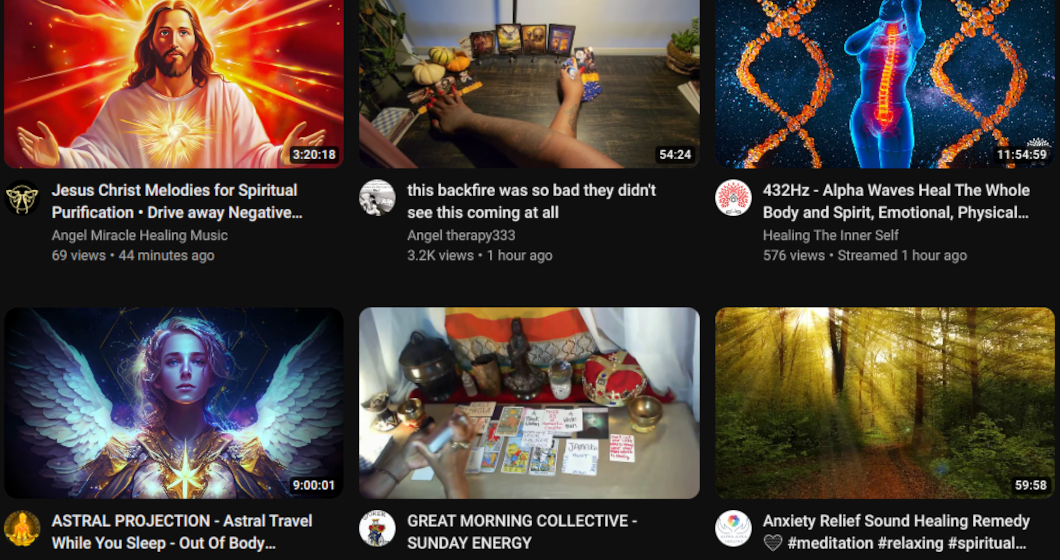 3:20:18
54:24
11:54:59
Jesus Christ Melodies for Spiritual
Purification • Drive away Negative...
Angel Miracle Healing Music
69 views • 44 minutes ago
this backfire was so bad they didn't
see this coming at all
Angel therapy333
3.2K views • 1 hour ago
432Hz - Alpha Waves Heal The Whole
Body and Spirit, Emotional, Physical...
Healing The Inner Self
576 views • Streamed 1 hour ago
9:00:01
59:58
ASTRAL PROJECTION - Astral Travel
While You Sleep - Out Of Body...
GREAT MORNING COLLECTIVE -
SUNDAY ENERGY
Anxiety Relief Sound Healing Remedy
🤍 #meditation #relaxing #spiritual...